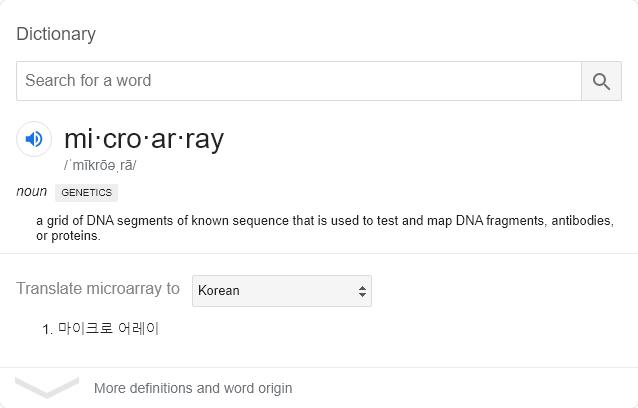 Dictionary
Search for a word
mi·cro·ar·ray
/ˈmīkrōəˌrā/
noun GENETICS
a grid of DNA segments of known sequence that is used to test and map DNA fragments, antibodies,
or proteins.
Translate microarray to Korean
1. 마이크로 어레이
More definitions and word origin